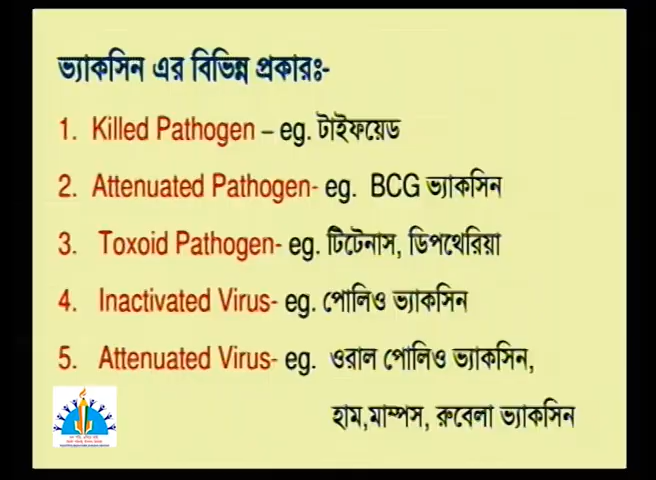 ভ্যাকসিন এর বিভিন্ন প্রকারঃ-
1. Killed Pathogen – eg. টাইফয়েড
2. Attenuated Pathogen- eg. BCG ভ্যাকসিন
3. Toxoid Pathogen- eg. টিটেনাস, ডিপথেরিয়া
4. Inactivated Virus- eg. পোলিও ভ্যাকসিন
5. Attenuated Virus- eg. ওরাল পোলিও ভ্যাকসিন,
হাম,মাম্পস, রুবেলা ভ্যাকসিন